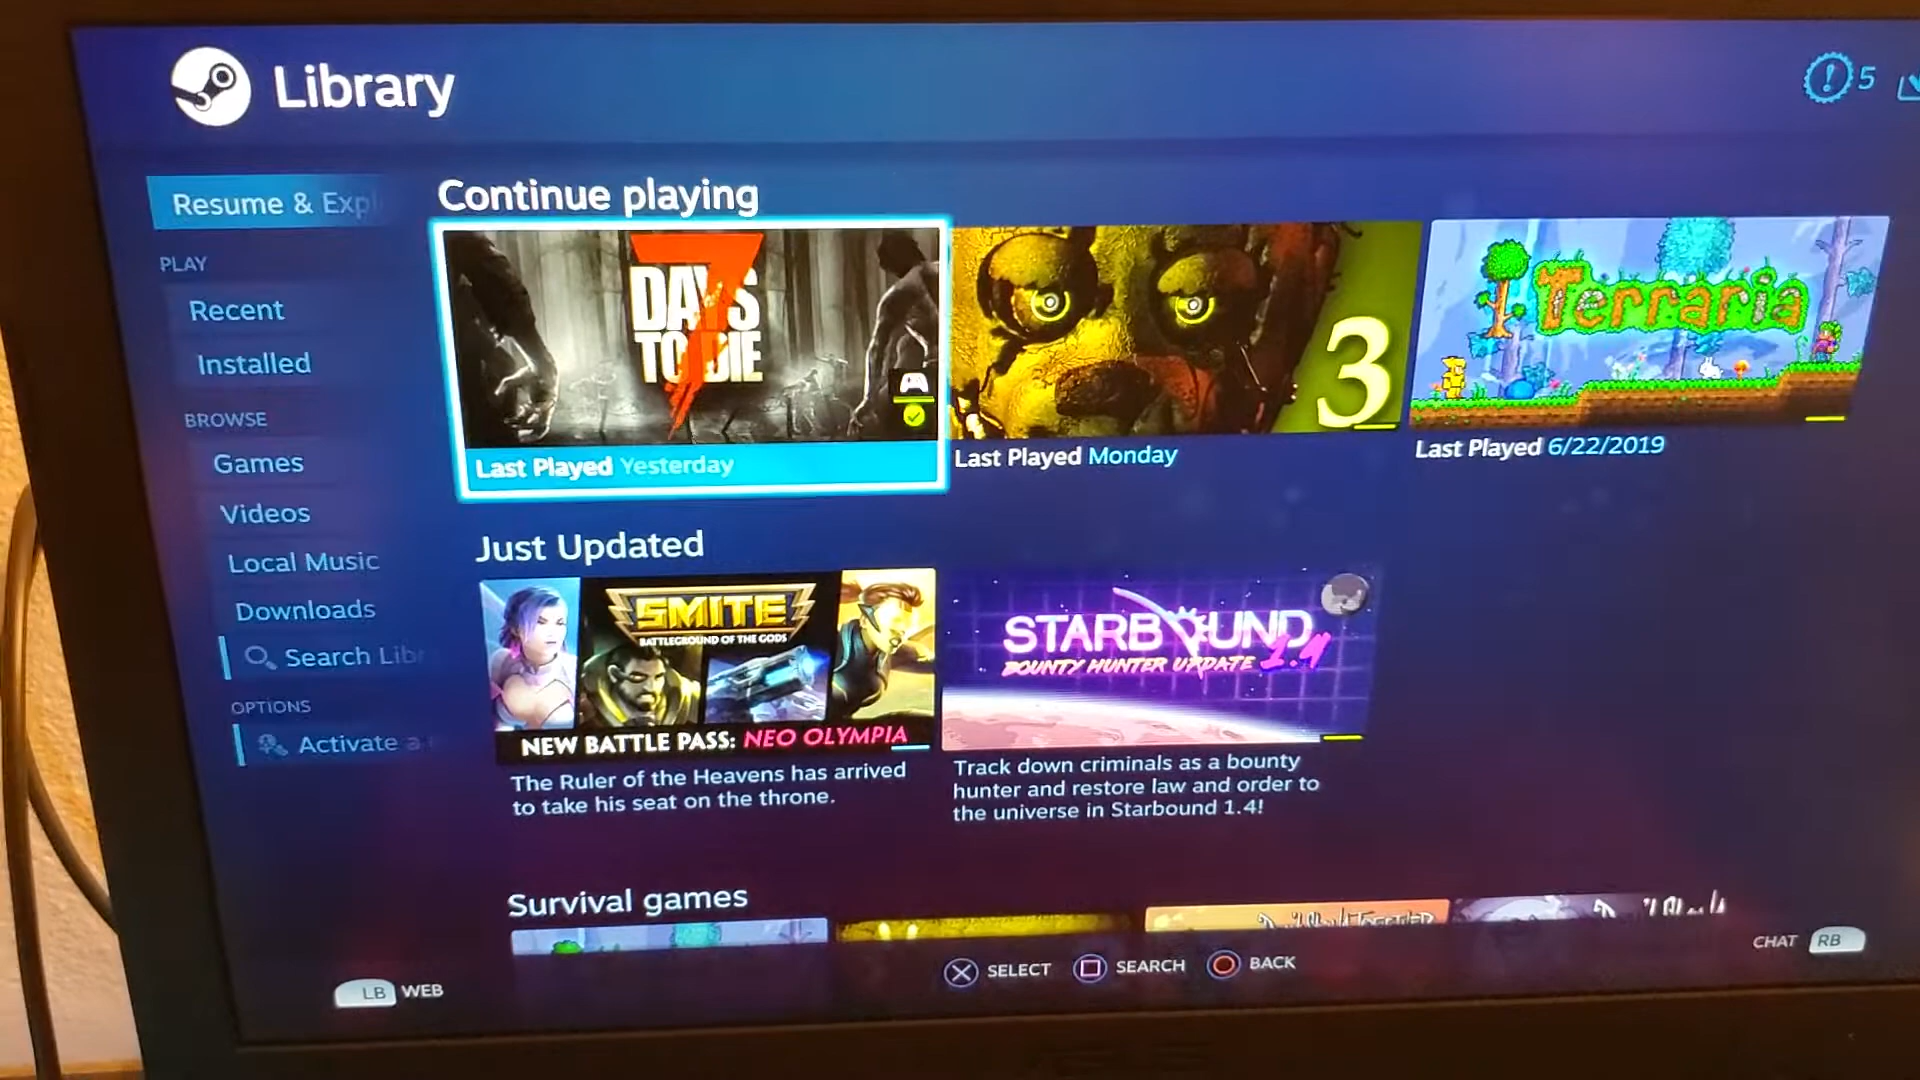 Library
5
Resume & Expl
PLAY
Recent
Installed
BROWSE
Games
Videos
Local Music
Downloads
Search Libr
OPTIONS
Activate a
Continue playing
7
DAYS
TO DIE
Last Played Yesterday
3
Last Played Monday
Terraria
Last Played 6/22/2019
Just Updated
SMITE
BATTLEGROUND OF THE GODS
NEW BATTLE PASS: NEO OLYMPIA
The Ruler of the Heavens has arrived
to take his seat on the throne.
STARBOUND
BOUNTY HUNTER UPDATE 1.4
Track down criminals as a bounty
hunter and restore law and order to
the universe in Starbound 1.4!
Survival games
LB WEB
SELECT
SEARCH
BACK
CHAT RB